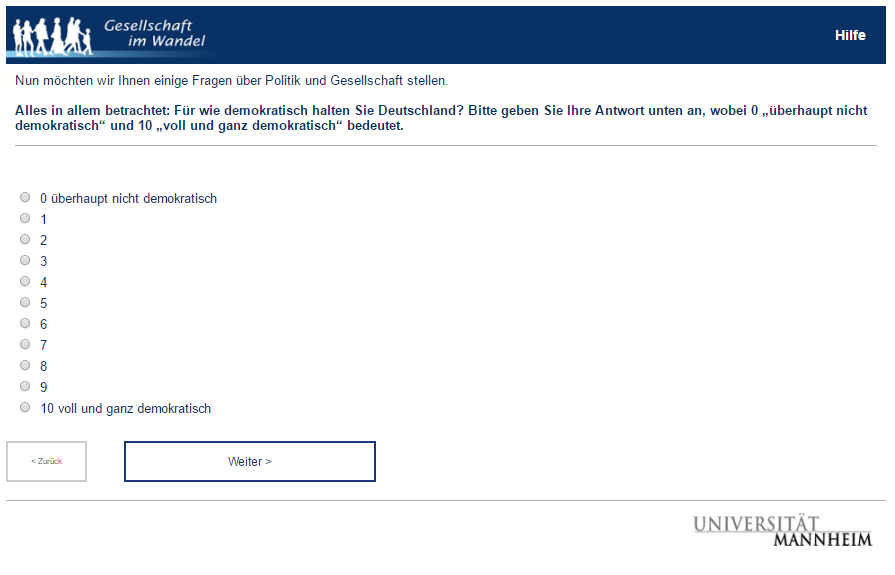 Gesellschaft
im Wandel
Hilfe
Nun möchten wir Ihnen einige Fragen über Politik und Gesellschaft stellen.
Alles in allem betrachtet: Für wie demokratisch halten Sie Deutschland? Bitte geben Sie Ihre Antwort unten an, wobei 0 „überhaupt nicht
demokratisch“ und 10 „voll und ganz demokratisch“ bedeutet.
0 überhaupt nicht demokratisch
1
2
3
4
5
6
7
8
9
10 voll und ganz demokratisch
< Zurück
Weiter >
UNIVERSITÄT
MANNHEIM